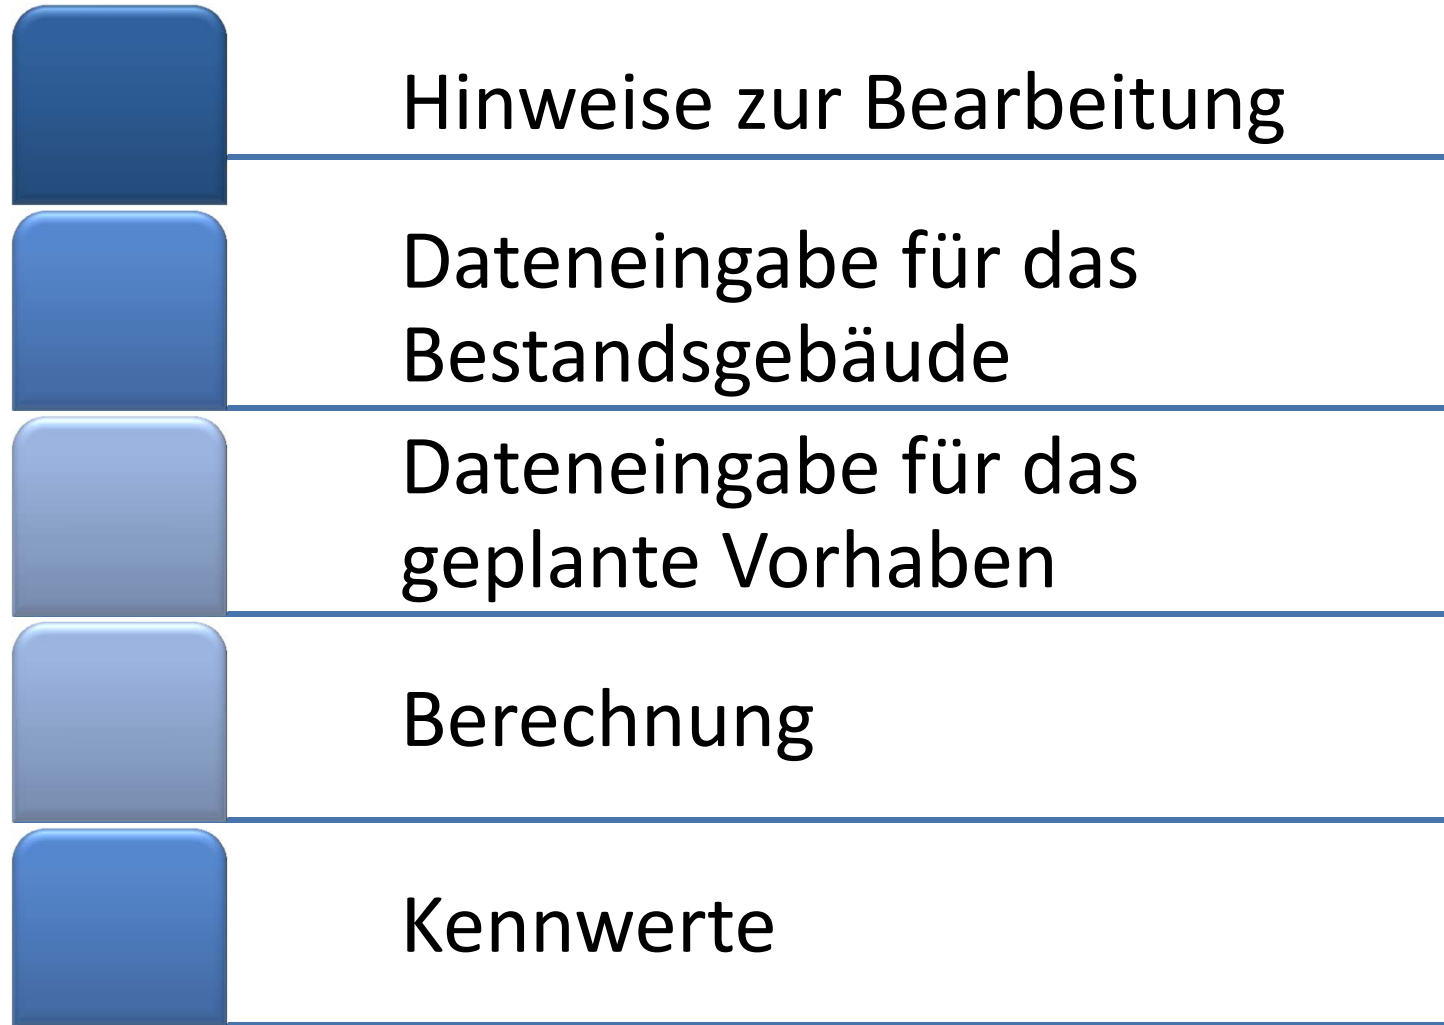 Hinweise zur Bearbeitung
Dateneingabe für das
Bestandsgebäude
Dateneingabe für das
geplante Vorhaben
Berechnung
Kennwerte